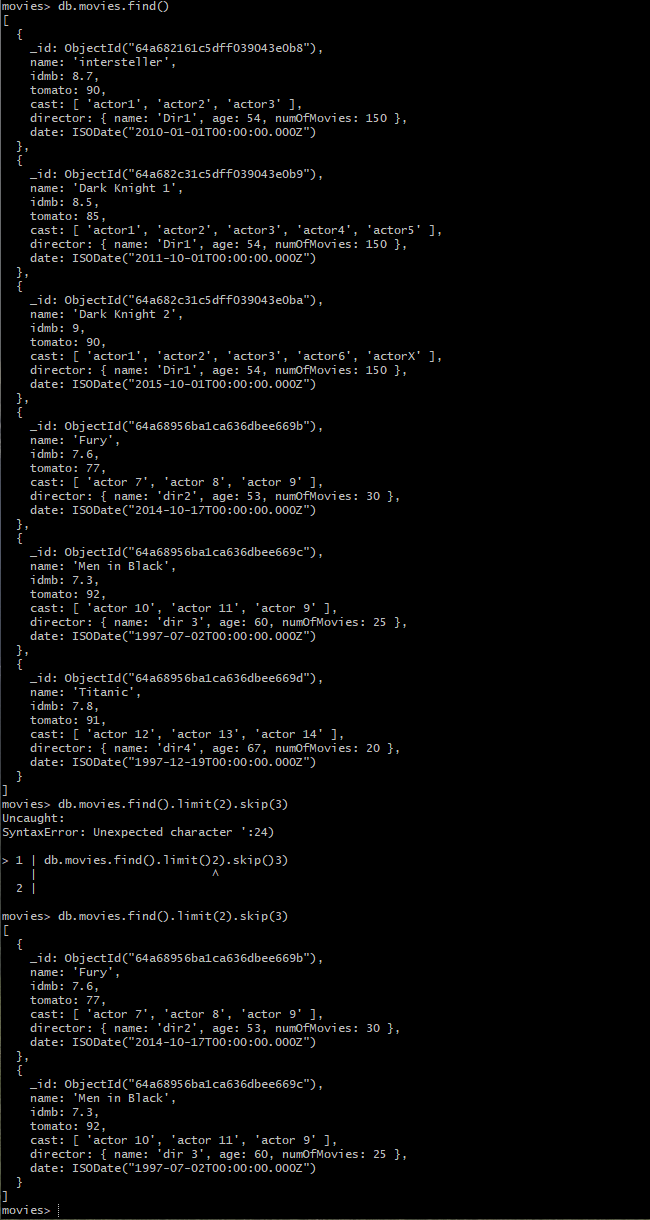 movies> db.movies.find()
[
  {
    _id: ObjectId("64a682161c5dff039043e0b8"),
    name: 'intersteller',
    idmb: 8.7,
    tomato: 90,
    cast: [ 'actor1', 'actor2', 'actor3' ],
    director: { name: 'Dir1', age: 54, numOfMovies: 150 },
    date: ISODate("2010-01-01T00:00:00.000Z")
  },
  {
    _id: ObjectId("64a682c31c5dff039043e0b9"),
    name: 'Dark Knight 1',
    idmb: 8.5,
    tomato: 85,
    cast: [ 'actor1', 'actor2', 'actor3', 'actor4', 'actor5' ],
    director: { name: 'Dir1', age: 54, numOfMovies: 150 },
    date: ISODate("2011-10-01T00:00:00.000Z")
  },
  {
    _id: ObjectId("64a682c31c5dff039043e0ba"),
    name: 'Dark Knight 2',
    idmb: 9,
    tomato: 90,
    cast: [ 'actor1', 'actor2', 'actor3', 'actor6', 'actorX' ],
    director: { name: 'Dir1', age: 54, numOfMovies: 150 },
    date: ISODate("2015-10-01T00:00:00.000Z")
  },
  {
    _id: ObjectId("64a68956ba1ca636dbee669b"),
    name: 'Fury',
    idmb: 7.6,
    tomato: 77,
    cast: [ 'actor 7', 'actor 8', 'actor 9' ],
    director: { name: 'dir2', age: 53, numOfMovies: 30 },
    date: ISODate("2014-10-17T00:00:00.000Z")
  },
  {
    _id: ObjectId("64a68956ba1ca636dbee669c"),
    name: 'Men in Black',
    idmb: 7.3,
    tomato: 92,
    cast: [ 'actor 10', 'actor 11', 'actor 9' ],
    director: { name: 'dir 3', age: 60, numOfMovies: 25 },
    date: ISODate("1997-07-02T00:00:00.000Z")
  },
  {
    _id: ObjectId("64a68956ba1ca636dbee669d"),
    name: 'Titanic',
    idmb: 7.8,
    tomato: 91,
    cast: [ 'actor 12', 'actor 13', 'actor 14' ],
    director: { name: 'dir4', age: 67, numOfMovies: 20 },
    date: ISODate("1997-12-19T00:00:00.000Z")
  }
]
movies> db.movies.find().limit(2).skip(3)
Uncaught:
SyntaxError: Unexpected character ':24)

> 1 | db.movies.find().limit()2).skip()3)
    |                         ^
  2 |

movies> db.movies.find().limit(2).skip(3)
[
  {
    _id: ObjectId("64a68956ba1ca636dbee669b"),
    name: 'Fury',
    idmb: 7.6,
    tomato: 77,
    cast: [ 'actor 7', 'actor 8', 'actor 9' ],
    director: { name: 'dir2', age: 53, numOfMovies: 30 },
    date: ISODate("2014-10-17T00:00:00.000Z")
  },
  {
    _id: ObjectId("64a68956ba1ca636dbee669c"),
    name: 'Men in Black',
    idmb: 7.3,
    tomato: 92,
    cast: [ 'actor 10', 'actor 11', 'actor 9' ],
    director: { name: 'dir 3', age: 60, numOfMovies: 25 },
    date: ISODate("1997-07-02T00:00:00.000Z")
  }
]
movies>